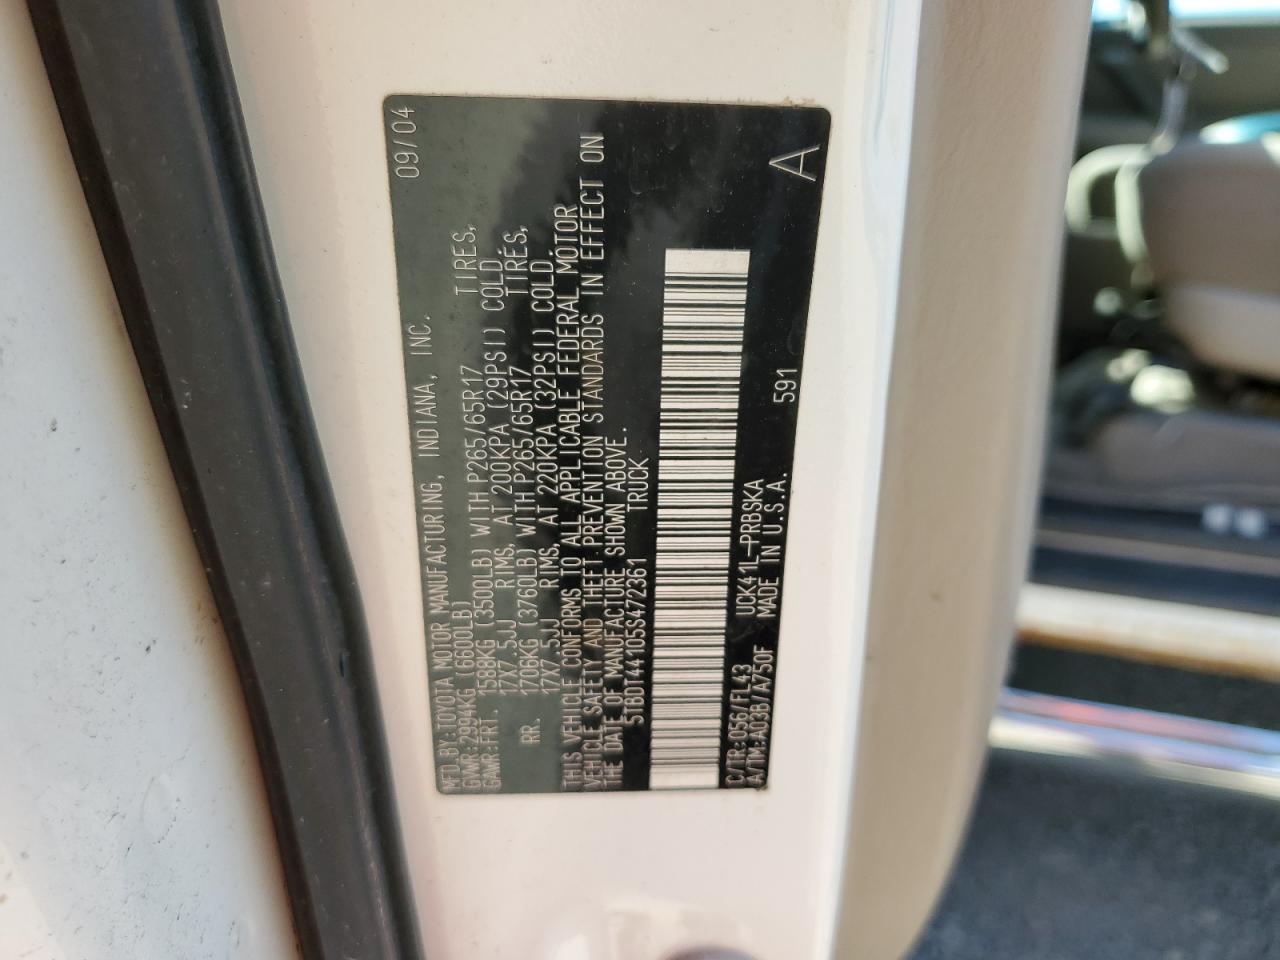 MFD.BY:TOYOTA MOTOR MANUFACTURING, INDIANA, INC. 09/04
GVWR:2994KG (6600LB)
GAWR:FRT. 1588KG (3500LB) WITH P265/65R17 TIRES,
17X7.5JJ RIMS, AT 200KPA (29PSI) COLD.
RR. 1706KG (3760LB) WITH P265/65R17 TIRES,
17X7.5JJ RIMS, AT 220KPA (32PSI) COLD.
THIS VEHICLE CONFORMS TO ALL APPLICABLE FEDERAL MOTOR
VEHICLE SAFETY AND THEFT PREVENTION STANDARDS IN EFFECT ON
THE DATE OF MANUFACTURE SHOWN ABOVE.
5TBDT44105S472361 TRUCK
C/TR:056/FL43 UCK41L-PRBSKA
A/TM:A03B/A750F MADE IN U.S.A. 591 A